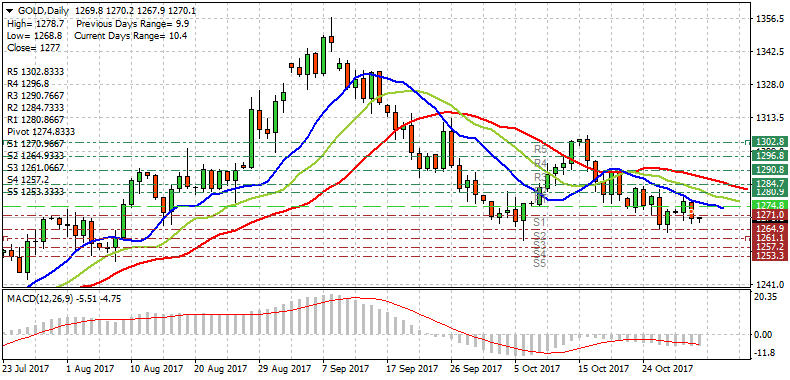 GOLD,Daily 1269.8 1270.2 1267.9 1270.1
High= 1278.7 Previous Days Range= 9.9
Low= 1268.8 Current Days Range= 10.4
Close= 1277
R5 1302.8333
R4 1296.8
R3 1290.7667
R2 1284.7333
R1 1280.8667
Pivot 1274.8333
S1 1270.9667
S2 1264.9333
S3 1261.0667
S4 1257.2
S5 1253.3333
R5
R4
R3
S1
S2
S3
S4
S5
1356.5
1342.5
1328.0
1313.5
1302.8
1296.8
1290.8
1284.7
1280.9
1274.8
1271.0
1264.9
1261.1
1257.2
1253.3
1241.0
MACD(12,26,9) -5.51 -4.75
20.35
0.00
-11.8
23 Jul 2017
1 Aug 2017
10 Aug 2017
20 Aug 2017
29 Aug 2017
7 Sep 2017
17 Sep 2017
26 Sep 2017
5 Oct 2017
15 Oct 2017
24 Oct 2017